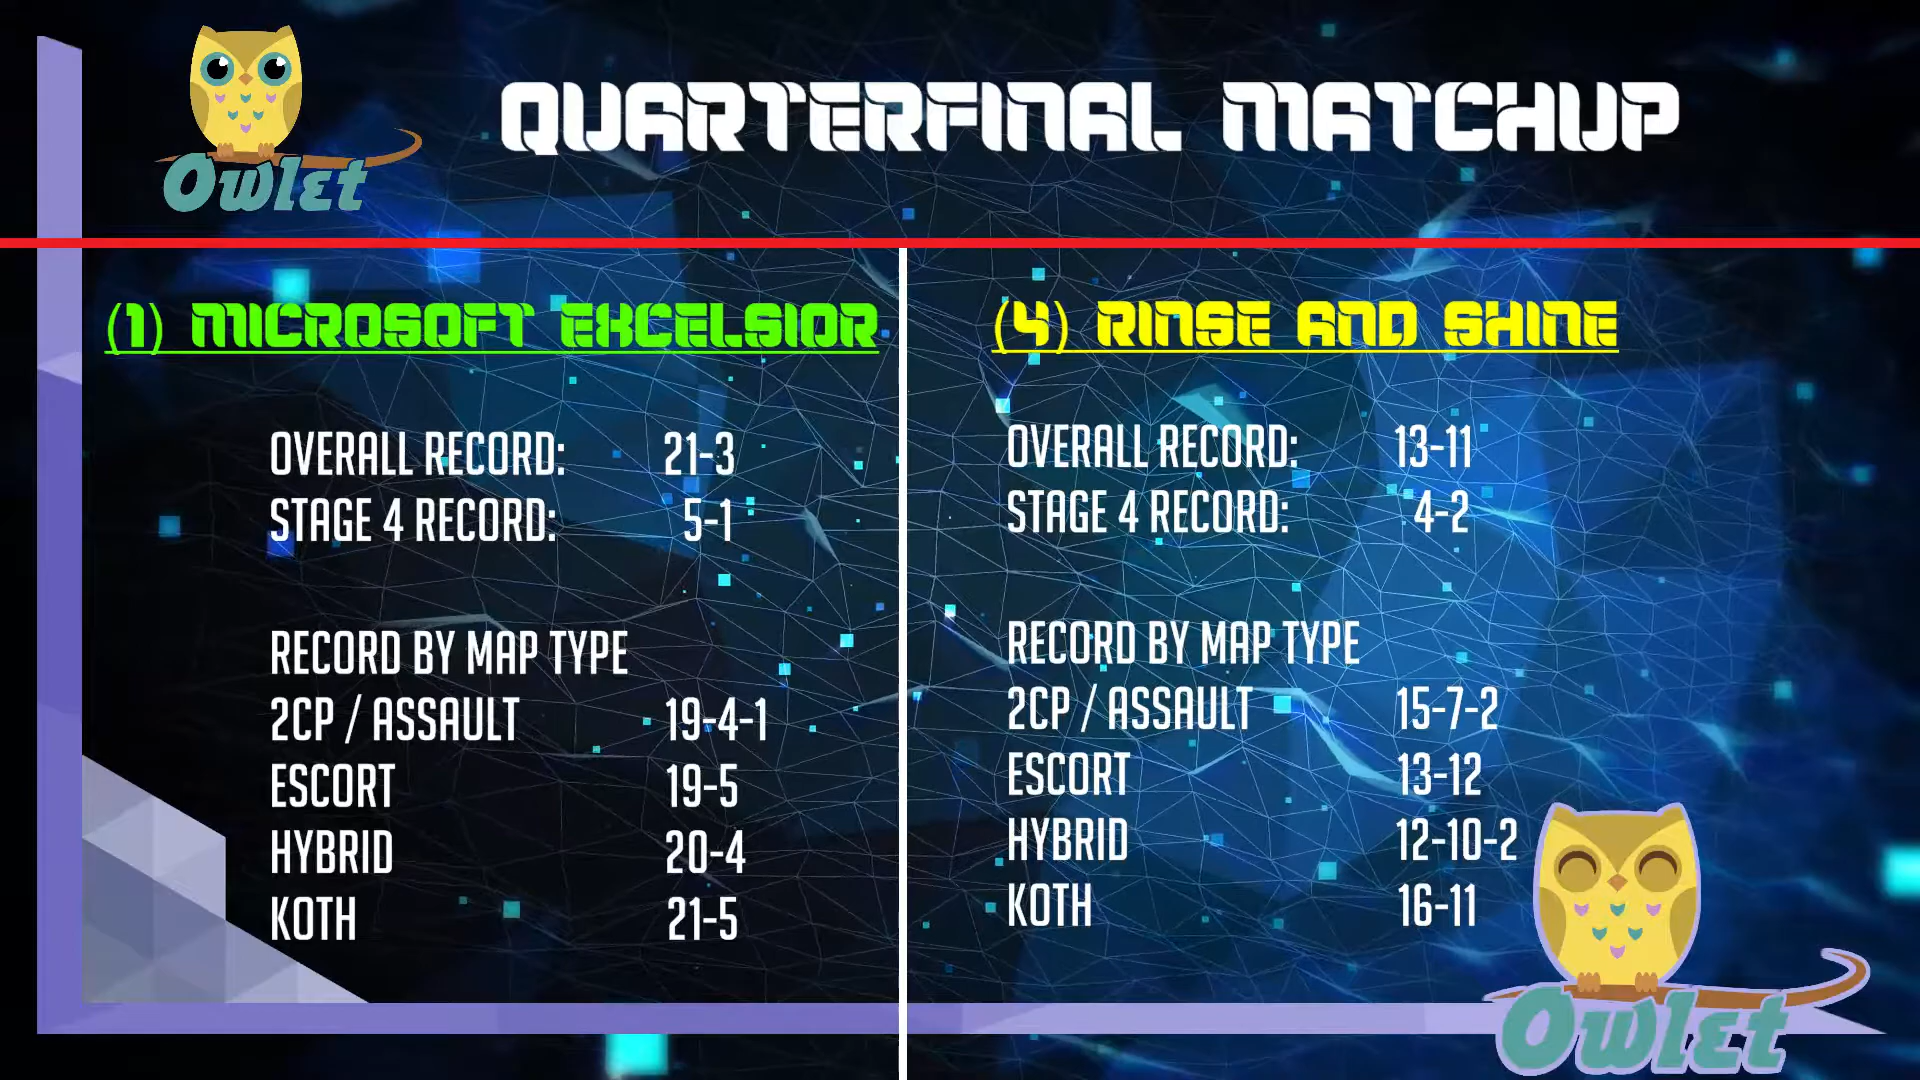 Owlet
QUARTERFINAL MATCHUP
(1) MICROSOFT EXCELSIOR
OVERALL RECORD: 21-3
STAGE 4 RECORD: 5-1
RECORD BY MAP TYPE
2CP / ASSAULT 19-4-1
ESCORT 19-5
HYBRID 20-4
KOTH 21-5
(4) RINSE AND SHINE
OVERALL RECORD: 13-11
STAGE 4 RECORD: 4-2
RECORD BY MAP TYPE
2CP / ASSAULT 15-7-2
ESCORT 13-12
HYBRID 12-10-2
KOTH 16-11
Owlet